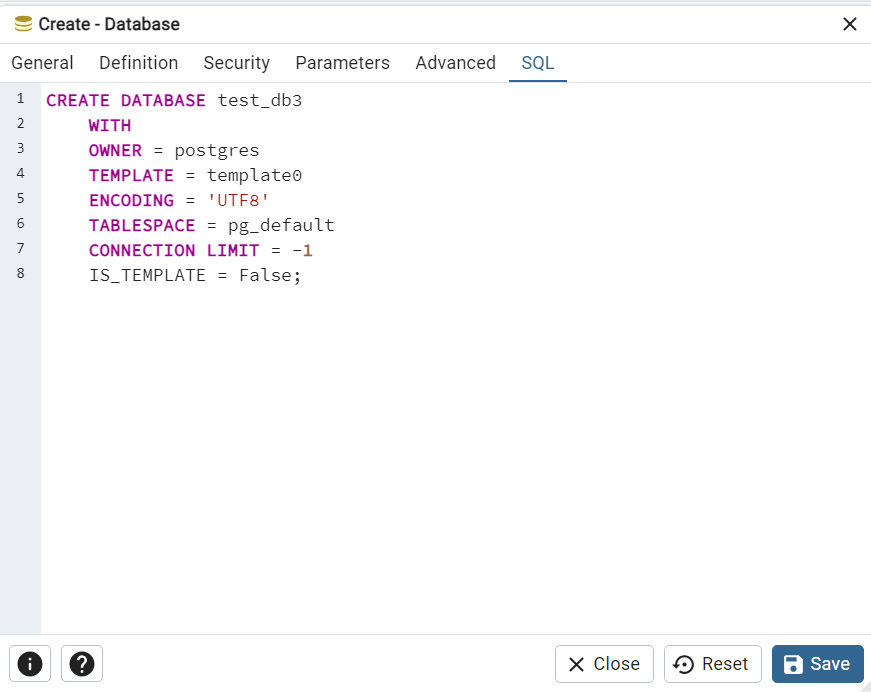 Create - Database
General Definition Security Parameters Advanced SQL
1 CREATE DATABASE test_db3
2 WITH
3 OWNER = postgres
4 TEMPLATE = template0
5 ENCODING = 'UTF8'
6 TABLESPACE = pg_default
7 CONNECTION LIMIT = -1
8 IS_TEMPLATE = False;
Close Reset Save